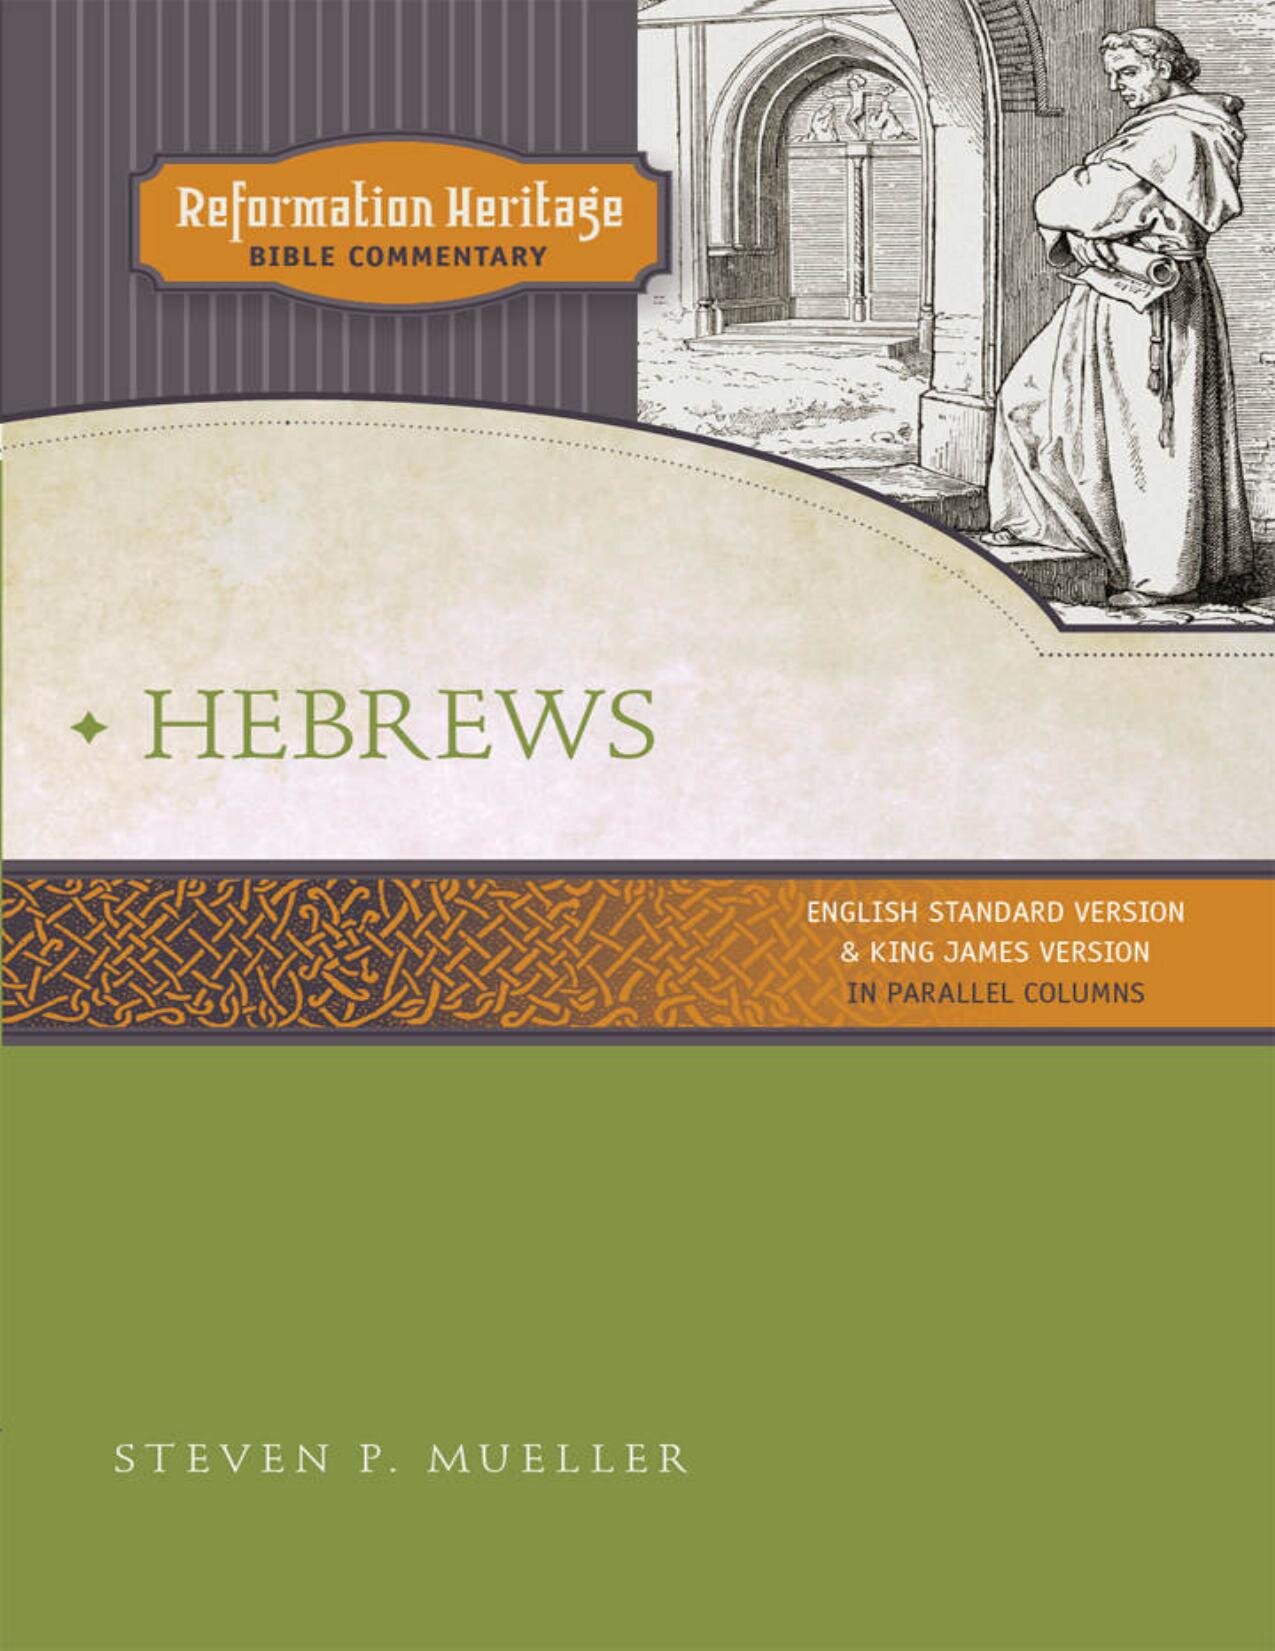 Reformation Heritage
BIBLE COMMENTARY
HEBREWS
ENGLISH STANDARD VERSION
& KING JAMES VERSION
IN PARALLEL COLUMNS
STEVEN P. MUELLER